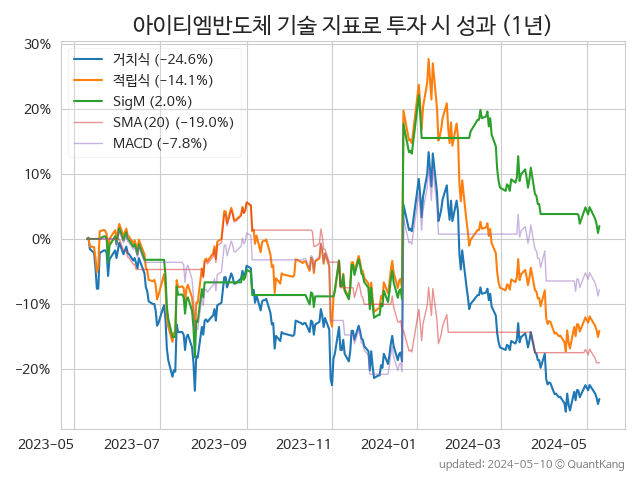 아이티엠반도체 기술 지표로 투자 시 성과 (1년)
30%
20%
10%
0%
−10%
−20%
거치식 (−24.6%)
적립식 (−14.1%)
SigM (2.0%)
SMA(20) (−19.0%)
MACD (−7.8%)
2023-05 2023-07 2023-09 2023-11 2024-01 2024-03 2024-05
updated: 2024-05-10 © QuantKang